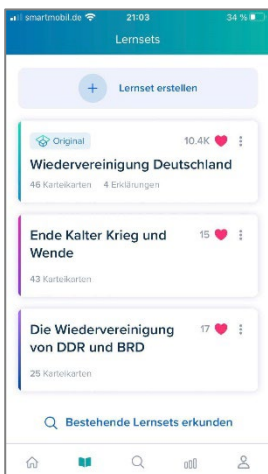 smartmobil.de 21:03 34 %
Lernsets
+ Lernset erstellen
Original 10.4K
Wiedervereinigung Deutschland
46 Karteikarten 4 Erklärungen
Ende Kalter Krieg und 15
Wende
43 Karteikarten
Die Wiedervereinigung 17
von DDR und BRD
25 Karteikarten
Bestehende Lernsets erkunden